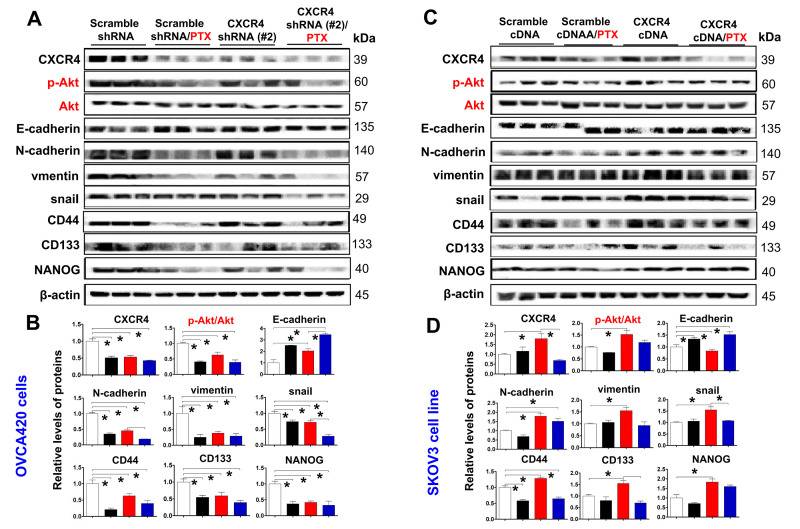 A
Scramble shRNA
Scramble shRNA/PTX
CXCR4 shRNA (#2)
CXCR4 shRNA (#2)/ PTX
kDa
CXCR4 39
p-Akt 60
Akt 57
E-cadherin 135
N-cadherin 140
vmentin 57
snail 29
CD44 49
CD133 133
NANOG 40
β-actin 45
C
Scramble cDNA
Scramble cDNAA/PTX
CXCR4 cDNA
CXCR4 cDNA/PTX
kDa
CXCR4 39
p-Akt 60
Akt 57
E-cadherin 135
N-cadherin 140
vimentin 57
snail 29
CD44 49
CD133 133
NANOG 40
β-actin 45
B
OVCA420 cells
Relative levels of proteins
CXCR4
p-Akt/Akt
E-cadherin
N-cadherin
vimentin
snail
CD44
CD133
NANOG
D
SKOV3 cell line
Relative levels of proteins
CXCR4
p-Akt/Akt
E-cadherin
N-cadherin
vimentin
snail
CD44
CD133
NANOG